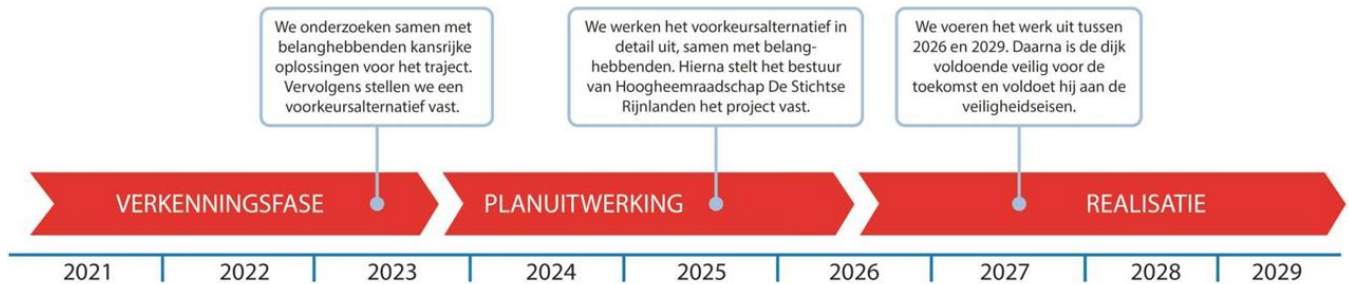 We onderzoeken samen met
belanghebbenden kansrijke
oplossingen voor het traject.
Vervolgens stellen we een
voorkeursalternatief vast.
We werken het voorkeursalternatief in
detail uit, samen met belang-
hebbenden. Hierna stelt het bestuur
van Hoogheemraadschap De Stichtse
Rijnlanden het project vast.
We voeren het werk uit tussen
2026 en 2029. Daarna is de dijk
voldoende veilig voor de
toekomst en voldoet hij aan de
veiligheidseisen.
VERKENNINGSFASE
PLANUITWERKING
REALISATIE
2021 2022 2023 2024 2025 2026 2027 2028 2029